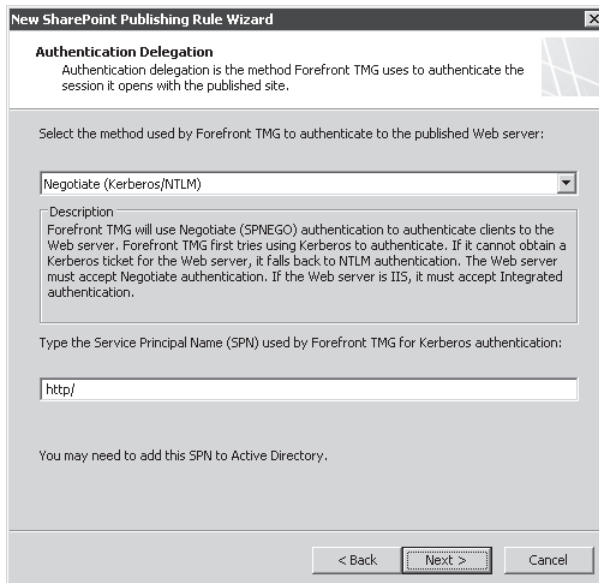 New SharePoint Publishing Rule Wizard
Authentication Delegation
Authentication delegation is the method Forefront TMG uses to authenticate the
session it opens with the published site.
Select the method used by Forefront TMG to authenticate to the published Web server:
Negotiate (Kerberos/NTLM)
Description
Forefront TMG will use Negotiate (SPNEGO) authentication to authenticate clients to the
Web server. Forefront TMG first tries using Kerberos to authenticate. If it cannot obtain a
Kerberos ticket for the Web server, it falls back to NTLM authentication. The Web server
must accept Negotiate authentication. If the Web server is IIS, it must accept Integrated
authentication.
Type the Service Principal Name (SPN) used by Forefront TMG for Kerberos authentication:
http/
You may need to add this SPN to Active Directory.
< Back Next > Cancel